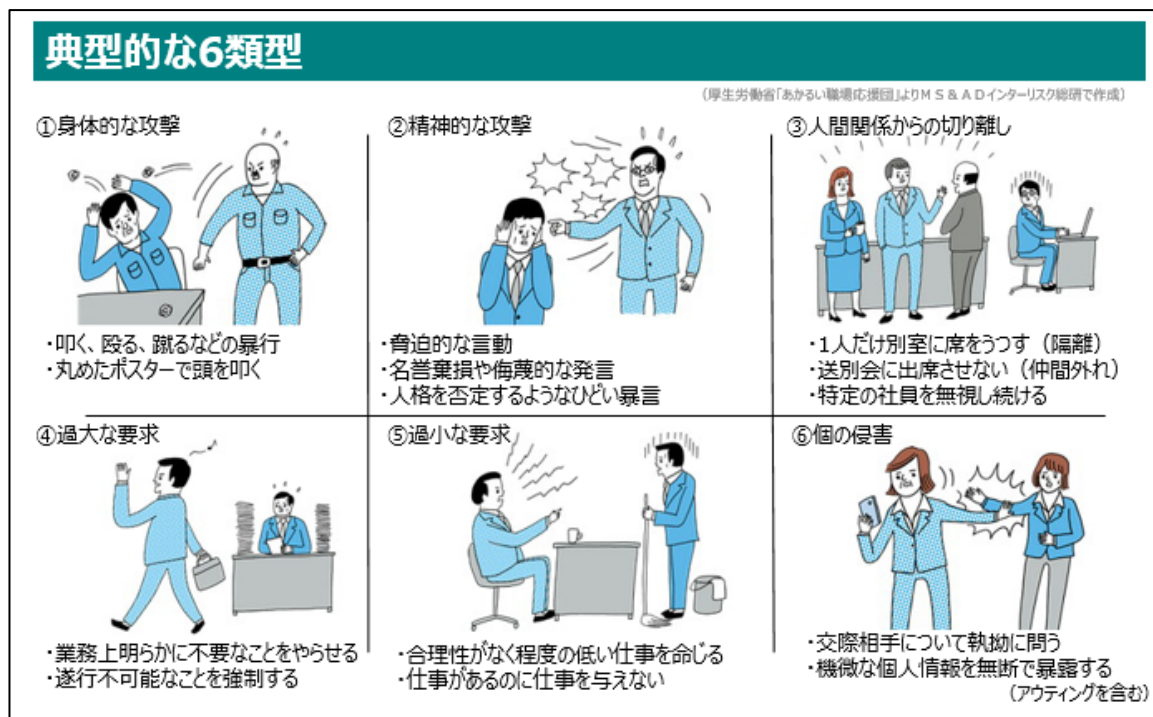 典型的な6類型
(厚生労働省「あかるい職場応援団」よりMS&ADインターリスク総研で作成)
①身体的な攻撃
・叩く、殴る、蹴るなどの暴行
・丸めたポスターで頭を叩く
②精神的な攻撃
・脅迫的な言動
・名誉棄損や侮蔑的な発言
・人格を否定するようなひどい暴言
③人間関係からの切り離し
・1人だけ別室に席をうつす(隔離)
・送別会に出席させない(仲間外れ)
・特定の社員を無視し続ける
④過大な要求
・業務上明らかに不要なことをやらせる
・遂行不可能なことを強制する
⑤過小な要求
・合理性がなく程度の低い仕事を命じる
・仕事があるのに仕事を与えない
⑥個の侵害
・交際相手について執拗に問う
・機微な個人情報を無断で暴露する
(アウティングを含む)